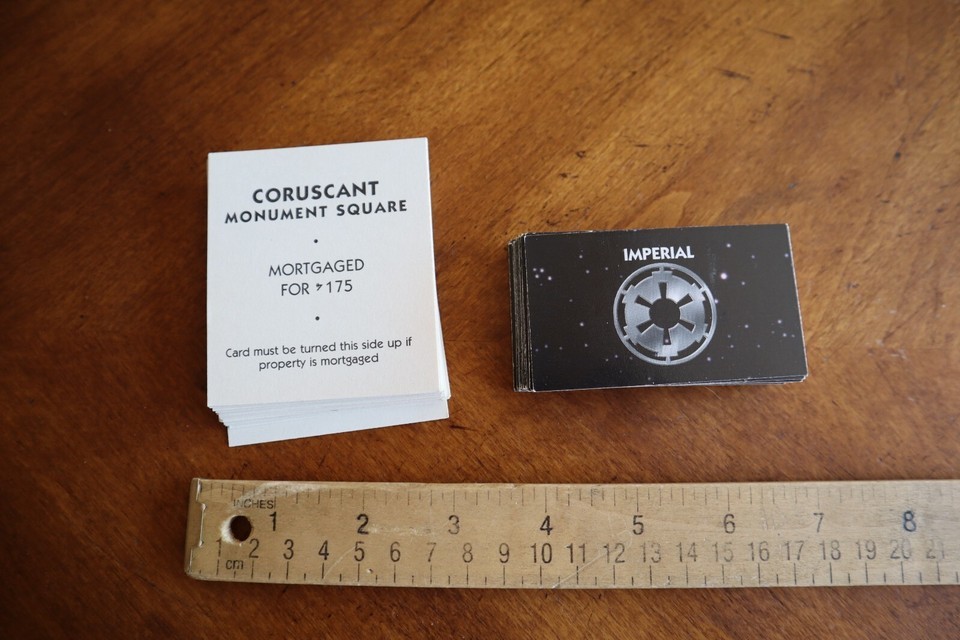 CORUSCANT
MONUMENT SQUARE
•
MORTGAGED
FOR 175
•
Card must be turned this side up if
property is mortgaged
IMPERIAL
INCHES
1 2 3 4 5 6 7 8
1 2 3 4 5 6 7 8 9 10 11 12 13 14 15 16 17 18 19 20 21
cm